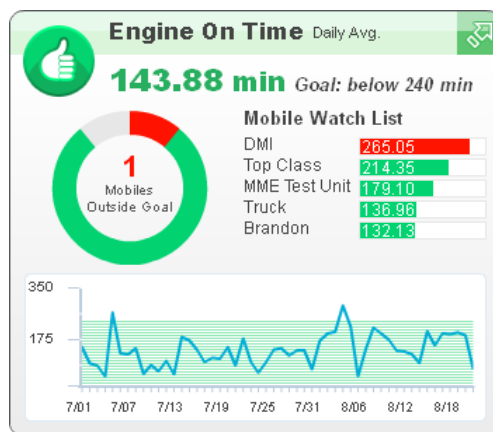 Engine On Time Daily Avg.
143.88 min Goal: below 240 min
Mobile Watch List
DMI 265.05
Top Class 214.35
MME Test Unit 179.10
Truck 136.96
Brandon 132.13
1
Mobiles
Outside Goal
350
175
7/01 7/07 7/13 7/19 7/25 7/31 8/06 8/12 8/18